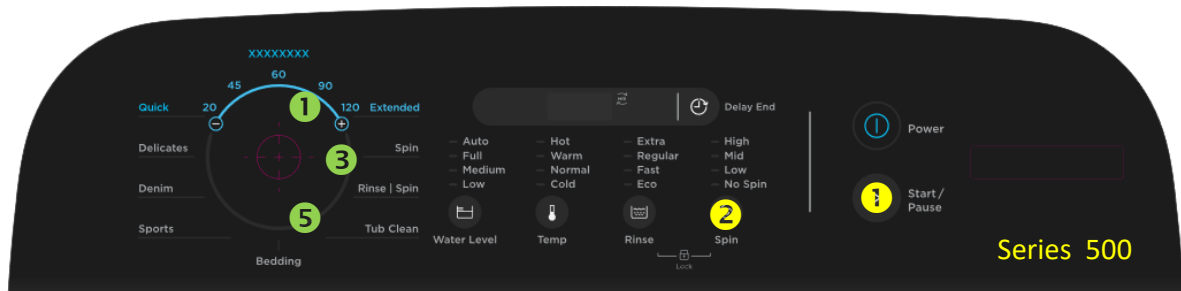 XXXXXXXX
60
45 90
Quick 20 120 Extended
1
− +
Delicates Spin
3
Denim Rinse | Spin
5
Sports Tub Clean
Bedding
Delay End
Auto
Full
Medium
Low
Water Level
Hot
Warm
Normal
Cold
Temp
Extra
Regular
Fast
Eco
Rinse
High
Mid
Low
No Spin
2
Spin
Lock
Power
1
Start /
Pause
Series 500